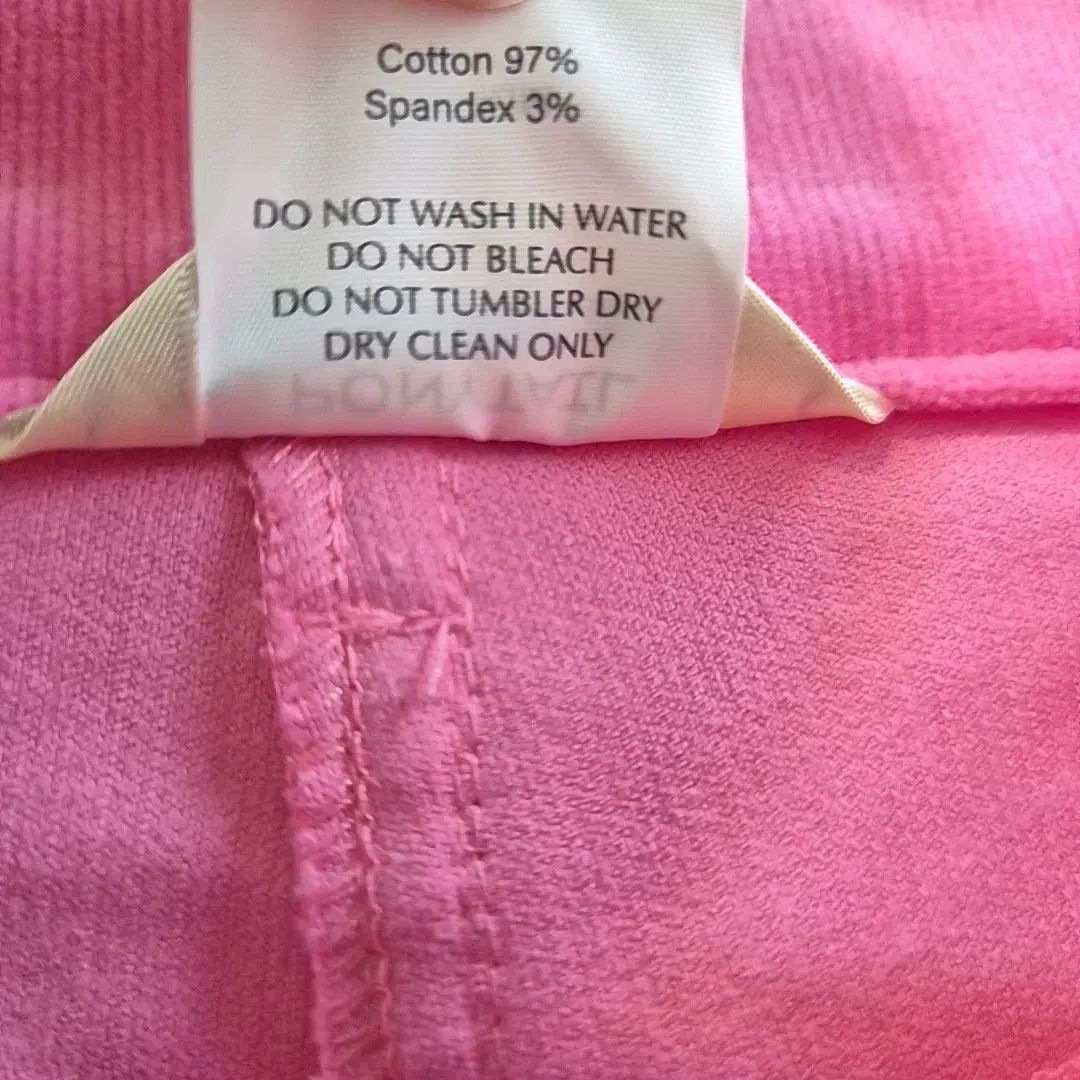 Cotton 97%
Spandex 3%
DO NOT WASH IN WATER
DO NOT BLEACH
DO NOT TUMBLER DRY
DRY CLEAN ONLY